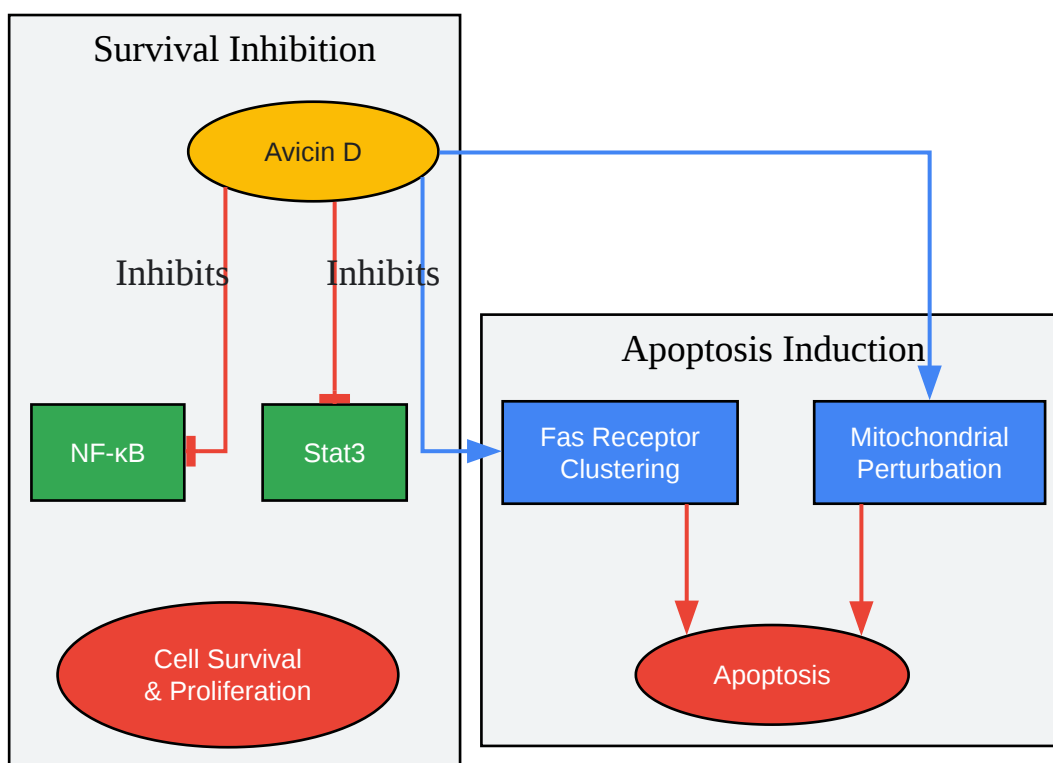 Survival Inhibition
Avicin D
Inhibits
Inhibits
NF-κB
Stat3
Cell Survival
& Proliferation
Apoptosis Induction
Fas Receptor
Clustering
Mitochondrial
Perturbation
Apoptosis